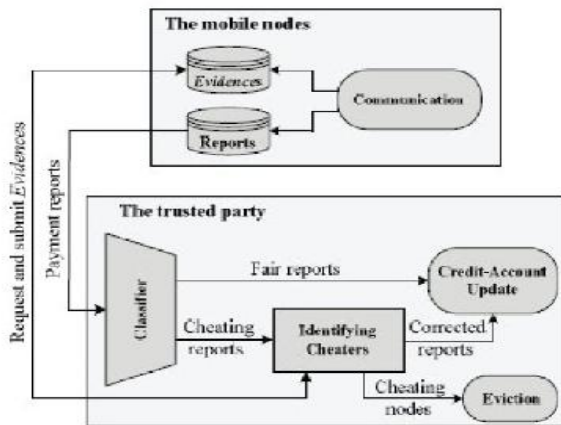 The mobile nodes
Evidences
Communication
Reports
Request and submit Evidences
Payment reports
The trusted party
Classifier
Fair reports
Credit-Account
Update
Cheating
reports
Identifying
Cheaters
Corrected
reports
Cheating
nodes
Eviction